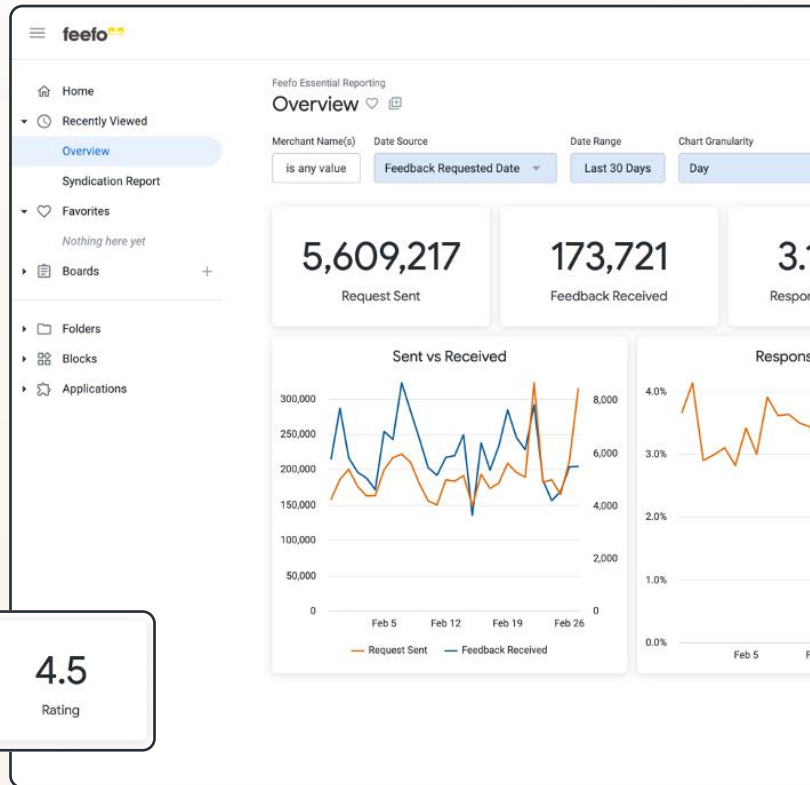 feefo
Home
Recently Viewed
Overview
Syndication Report
Favorites
Nothing here yet
Boards
Folders
Blocks
Applications
Feefo Essential Reporting
Overview
Merchant Name(s) Date Source Date Range Chart Granularity
is any value Feedback Requested Date Last 30 Days Day
5,609,217
Request Sent
173,721
Feedback Received
Sent vs Received
300,000
250,000
200,000
150,000
100,000
50,000
0
8,000
6,000
4,000
2,000
0
Feb 5 Feb 12 Feb 19 Feb 26
Request Sent Feedback Received
4.0%
3.0%
2.0%
1.0%
0.0%
Feb 5
4.5
Rating